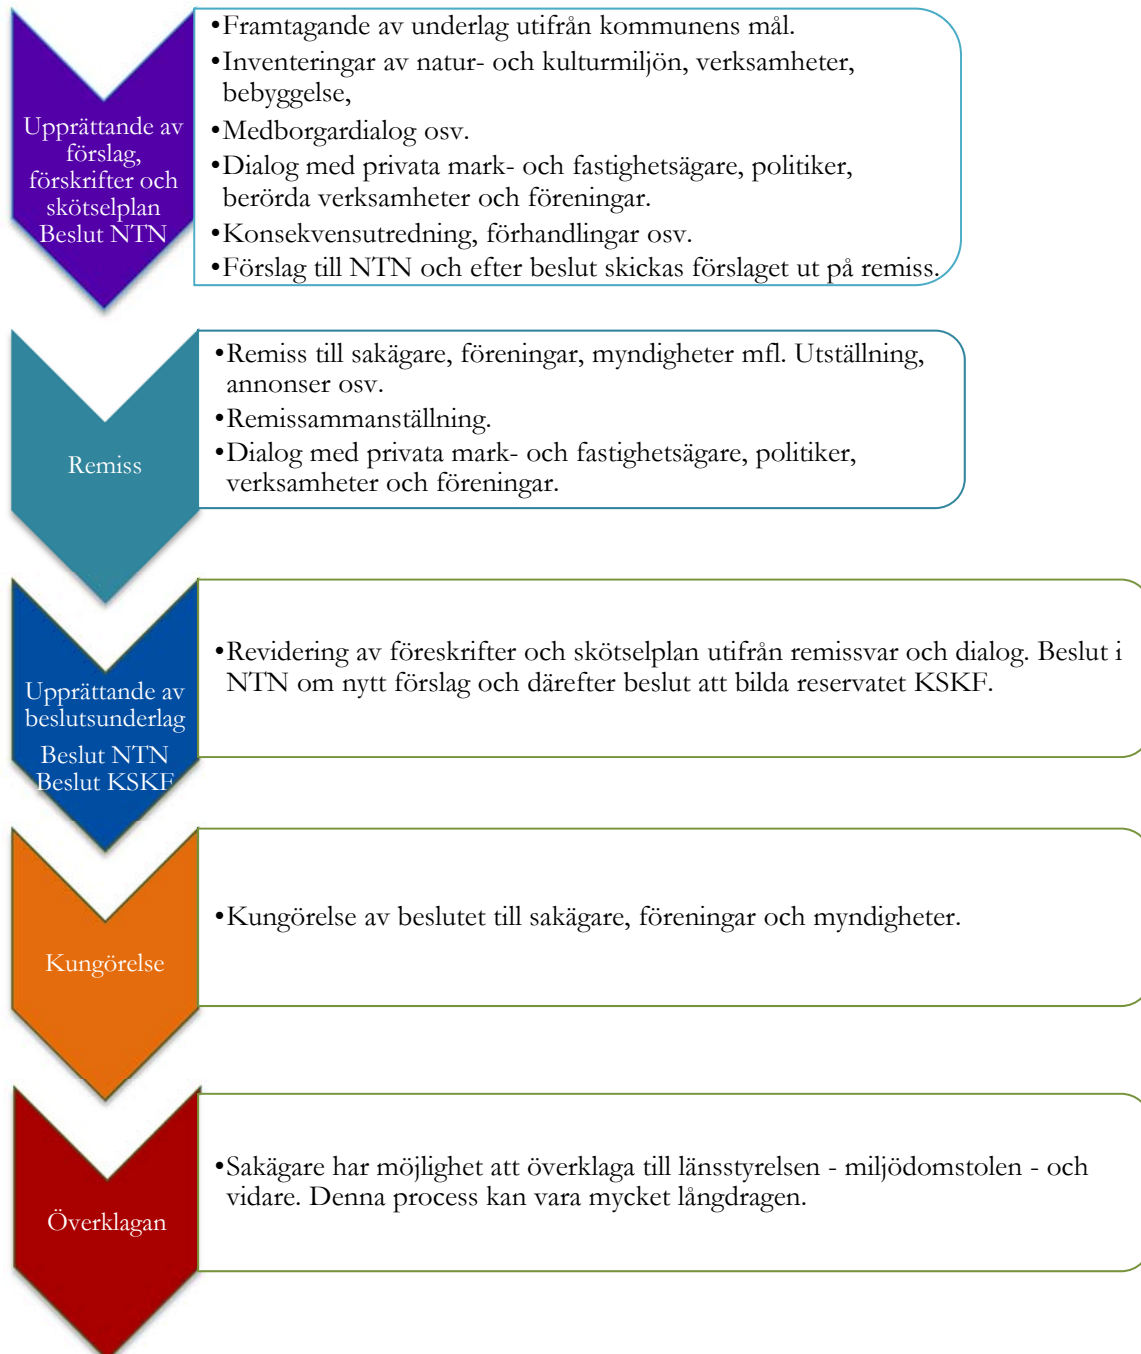 Upprättande av
förslag,
förskrifter och
skötselplan
Beslut NTN
•Framtagande av underlag utifrån kommunens mål.
•Inventeringar av natur- och kulturmiljön, verksamheter,
bebyggelse,
•Medborgardialog osv.
•Dialog med privata mark- och fastighetsägare, politiker,
berörda verksamheter och föreningar.
•Konsekvensutredning, förhandlingar osv.
•Förslag till NTN och efter beslut skickas förslaget ut på remiss.
Remiss
•Remiss till sakägare, föreningar, myndigheter mfl. Utställning,
annonser osv.
•Remissammanställning.
•Dialog med privata mark- och fastighetsägare, politiker,
verksamheter och föreningar.
Upprättande av
beslutsunderlag
Beslut NTN
Beslut KSKF
•Revidering av föreskrifter och skötselplan utifrån remissvar och dialog. Beslut i
NTN om nytt förslag och därefter beslut att bilda reservatet KSKF.
Kungörelse
•Kungörelse av beslutet till sakägare, föreningar och myndigheter.
Överklagan
•Sakägare har möjlighet att överklaga till länsstyrelsen - miljödomstolen - och
vidare. Denna process kan vara mycket långdragen.